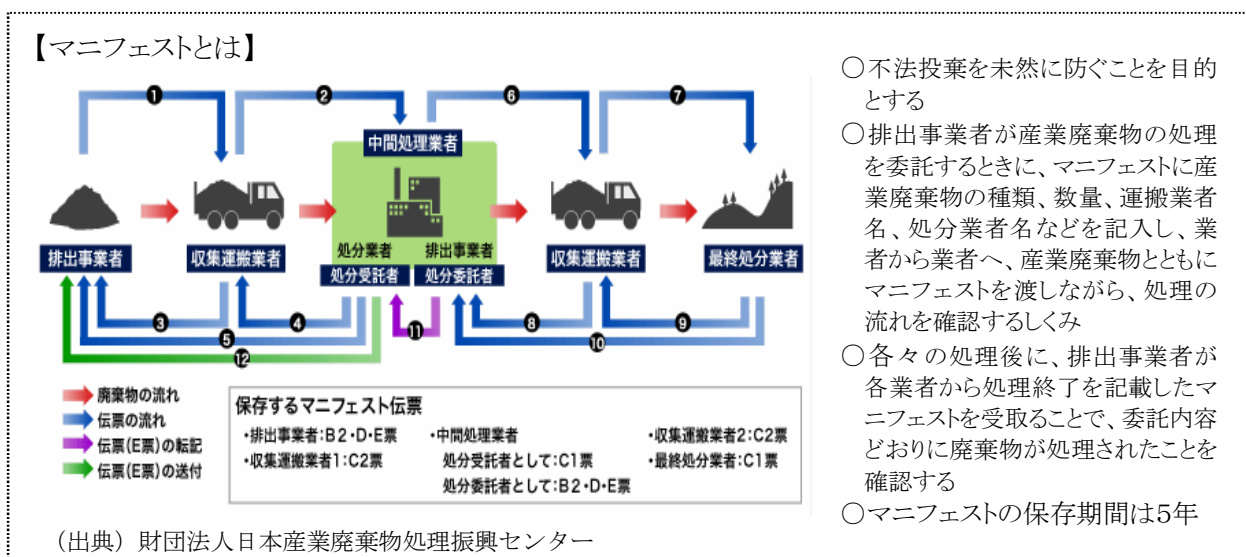 【マニフェストとは】
❶
❷
❻
❼
中間処理業者
排出事業者
収集運搬業者
処分業者
処分受託者
排出事業者
処分委託者
収集運搬業者
最終処分業者
❸
❹
❺
⓫
⓬
❽
❾
❿
廃棄物の流れ
伝票の流れ
伝票(E票)の転記
伝票(E票)の送付
保存するマニフェスト伝票
・排出事業者:B2・D・E票
・収集運搬業者1:C2票
・中間処理業者
処分受託者として:C1票
処分委託者として:B2・D・E票
・収集運搬業者2:C2票
・最終処分業者:C1票
(出典) 財団法人日本産業廃棄物処理振興センター
○不法投棄を未然に防ぐことを目的
とする
○排出事業者が産業廃棄物の処理
を委託するときに、マニフェストに産
業廃棄物の種類、数量、運搬業者
名、処分業者名などを記入し、業
者から業者へ、産業廃棄物とともに
マニフェストを渡しながら、処理の
流れを確認するしくみ
○各々の処理後に、排出事業者が
各業者から処理終了を記載したマ
ニフェストを受取ることで、委託内容
どおりに廃棄物が処理されたことを
確認する
○マニフェストの保存期間は5年